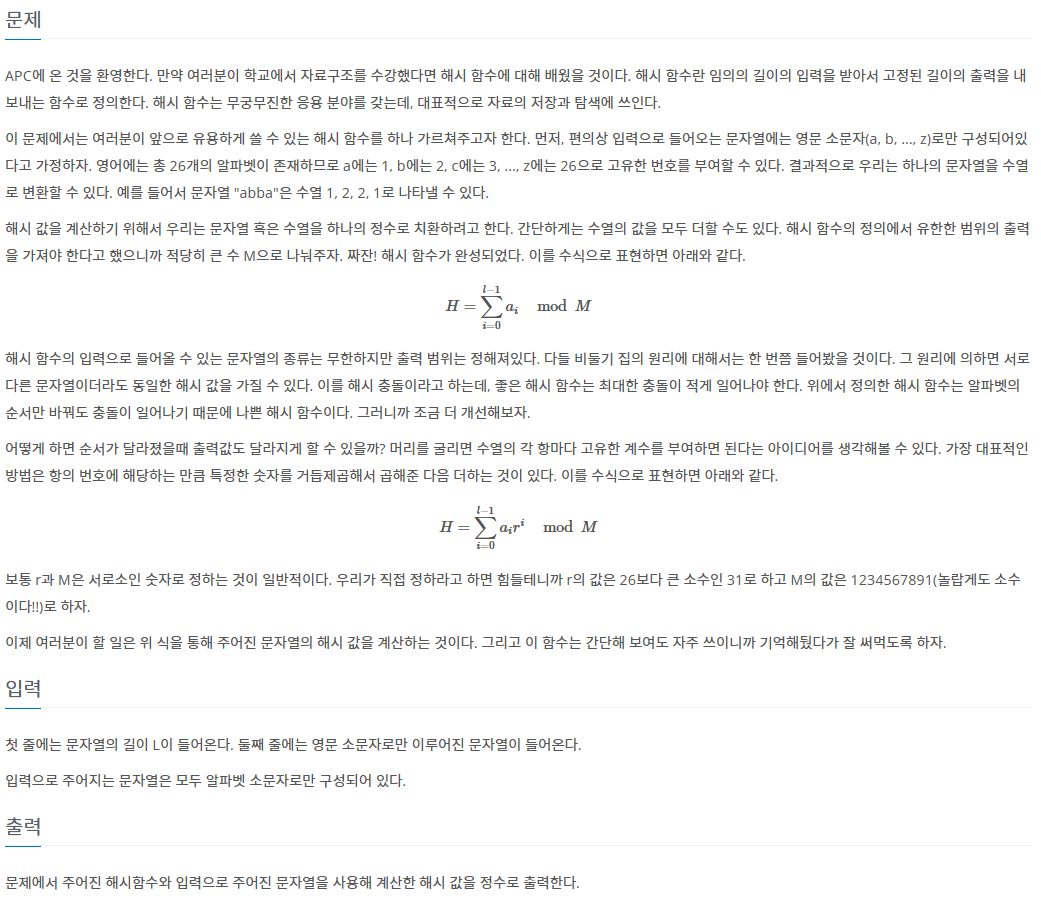 문제
APC에 온 것을 환영한다. 만약 여러분이 학교에서 자료구조를 수강했다면 해시 함수에 대해 배웠을 것이다. 해시 함수란 임의의 길이의 입력을 받아서 고정된 길이의 출력을 내
보내는 함수로 정의한다. 해시 함수는 무궁무진한 응용 분야를 갖는데, 대표적으로 자료의 저장과 탐색에 쓰인다.
이 문제에서는 여러분이 앞으로 유용하게 쓸 수 있는 해시 함수를 하나 가르쳐주고자 한다. 먼저, 편의상 입력으로 들어오는 문자열에는 영문 소문자(a, b, ..., z)로만 구성되어있
다고 가정하자. 영어에는 총 26개의 알파벳이 존재하므로 a에는 1, b에는 2, c에는 3, ..., z에는 26으로 고유한 번호를 부여할 수 있다. 결과적으로 우리는 하나의 문자열을 수열
로 변환할 수 있다. 예를 들어서 문자열 "abba"은 수열 1, 2, 2, 1로 나타낼 수 있다.
해시 값을 계산하기 위해서 우리는 문자열 혹은 수열을 하나의 정수로 치환하려고 한다. 간단하게는 수열의 값을 모두 더할 수도 있다. 해시 함수의 정의에서 유한한 범위의 출력
을 가져야 한다고 했으니까 적당히 큰 수 M으로 나눠주자. 짜잔! 해시 함수가 완성되었다. 이를 수식으로 표현하면 아래와 같다.
H = ∑_{i=0}^{l−1} a_i mod M
해시 함수의 입력으로 들어올 수 있는 문자열의 종류는 무한하지만 출력 범위는 정해져있다. 다들 비둘기 집의 원리에 대해서는 한 번쯤 들어봤을 것이다. 그 원리에 의하면 서로
다른 문자열이더라도 동일한 해시 값을 가질 수 있다. 이를 해시 충돌이라고 하는데, 좋은 해시 함수는 최대한 충돌이 적게 일어나야 한다. 위에서 정의한 해시 함수는 알파벳의
순서만 바꿔도 충돌이 일어나기 때문에 나쁜 해시 함수이다. 그러니까 조금 더 개선해보자.
어떻게 하면 순서가 달라졌을때 출력값도 달라지게 할 수 있을까? 머리를 굴리면 수열의 각 항마다 고유한 계수를 부여하면 된다는 아이디어를 생각해볼 수 있다. 가장 대표적인
방법은 항의 번호에 해당하는 만큼 특정한 숫자를 거듭제곱해서 곱해준 다음 더하는 것이 있다. 이를 수식으로 표현하면 아래와 같다.
H = ∑_{i=0}^{l−1} a_i r^i mod M
보통 r과 M은 서로소인 숫자로 정하는 것이 일반적이다. 우리가 직접 정하라고 하면 힘들테니까 r의 값은 26보다 큰 소수인 31로 하고 M의 값은 1234567891(놀랍게도 소수
이다!!)로 하자.
이제 여러분이 할 일은 위 식을 통해 주어진 문자열의 해시 값을 계산하는 것이다. 그리고 이 함수는 간단해 보여도 자주 쓰이니까 기억해뒀다가 잘 써먹도록 하자.
입력
첫 줄에는 문자열의 길이 L이 들어온다. 둘째 줄에는 영문 소문자로만 이루어진 문자열이 들어온다.
입력으로 주어지는 문자열은 모두 알파벳 소문자로만 구성되어 있다.
출력
문제에서 주어진 해시함수와 입력으로 주어진 문자열을 사용해 계산한 해시 값을 정수로 출력한다.